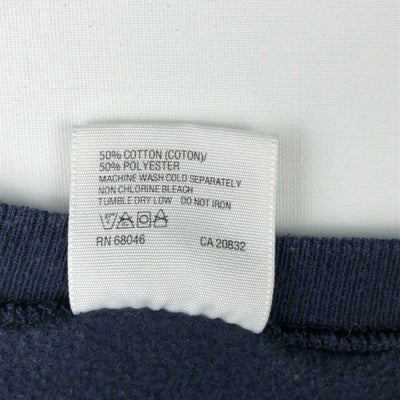 50% COTTON (COTON)/
50% POLYESTER
MACHINE WASH COLD SEPARATELY
NON CHLORINE BLEACH
TUMBLE DRY LOW DO NOT IRON
RN 68046 CA 20832